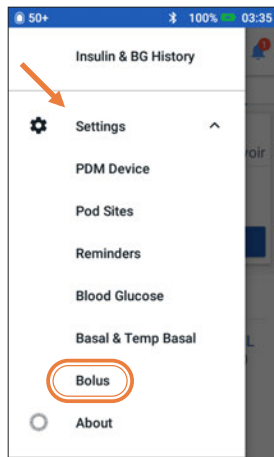 50+ 100% 03:35
Insulin & BG History
Settings
PDM Device
voir
Pod Sites
Reminders
Blood Glucose
Basal & Temp Basal
L
Bolus
About